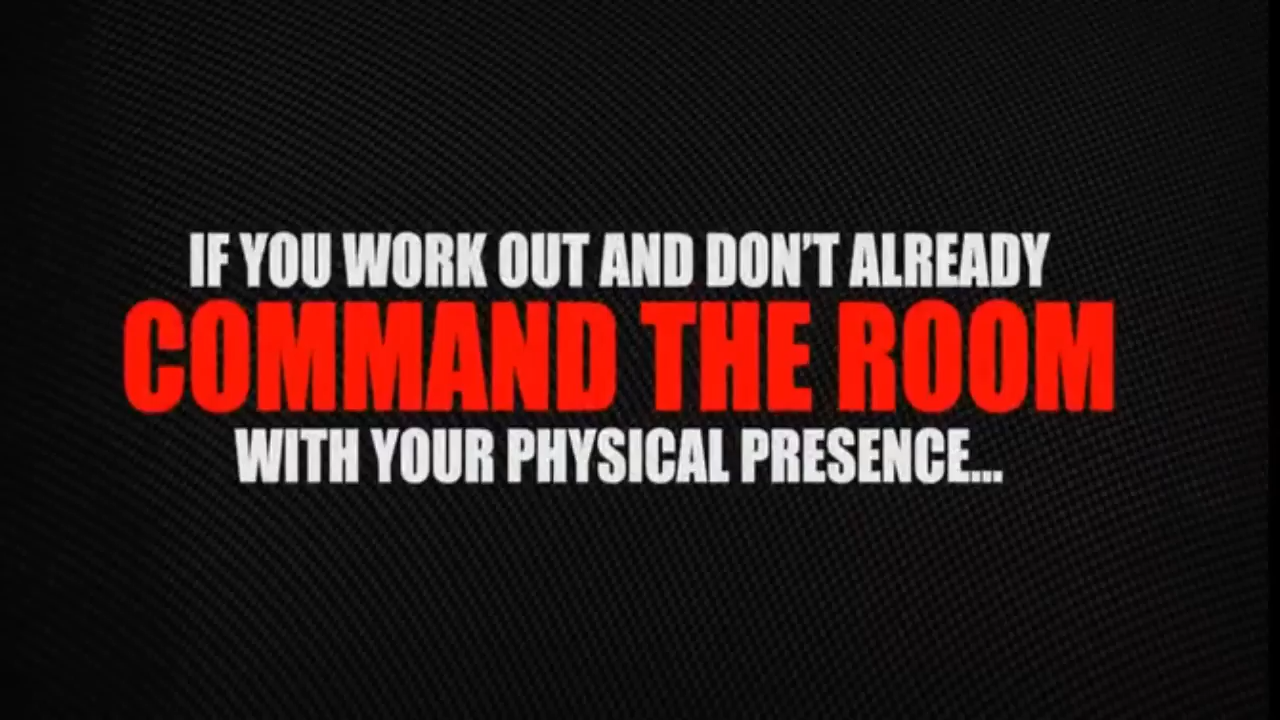 IF YOU WORK OUT AND DON'T ALREADY
COMMAND THE ROOM
WITH YOUR PHYSICAL PRESENCE...